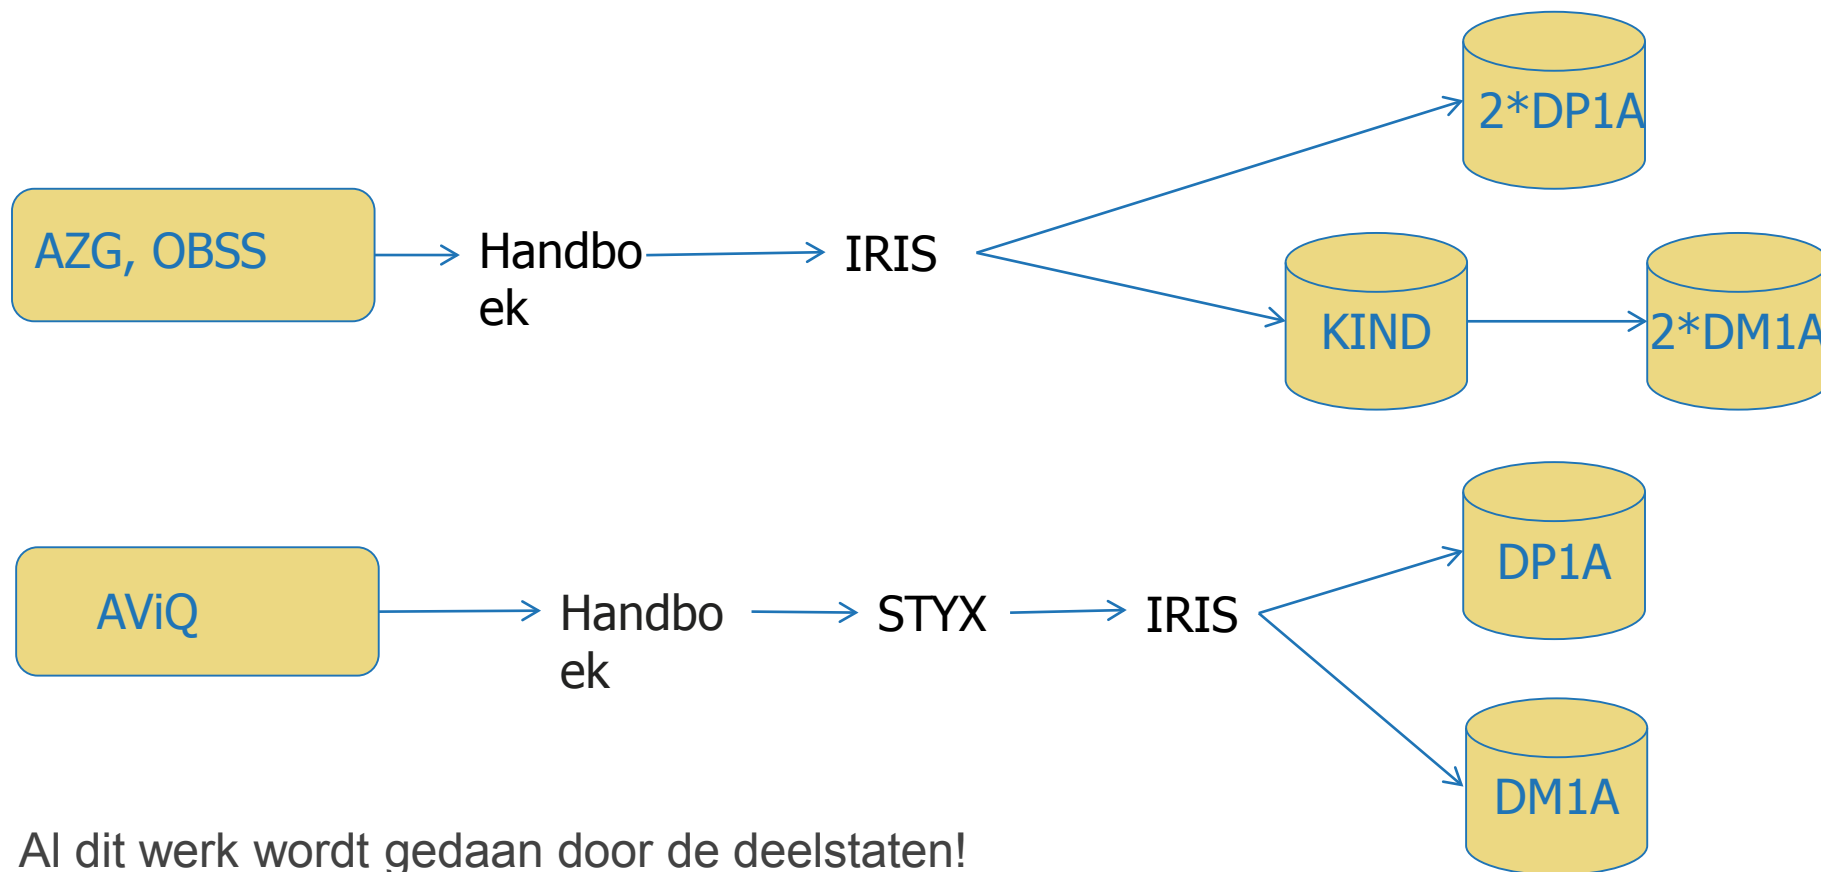 2*DP1A
AZG, OBSS
Handbo
ek
IRIS
KIND
2*DM1A
DP1A
AViQ
Handbo
ek
STYX
IRIS
DM1A
Al dit werk wordt gedaan door de deelstaten!